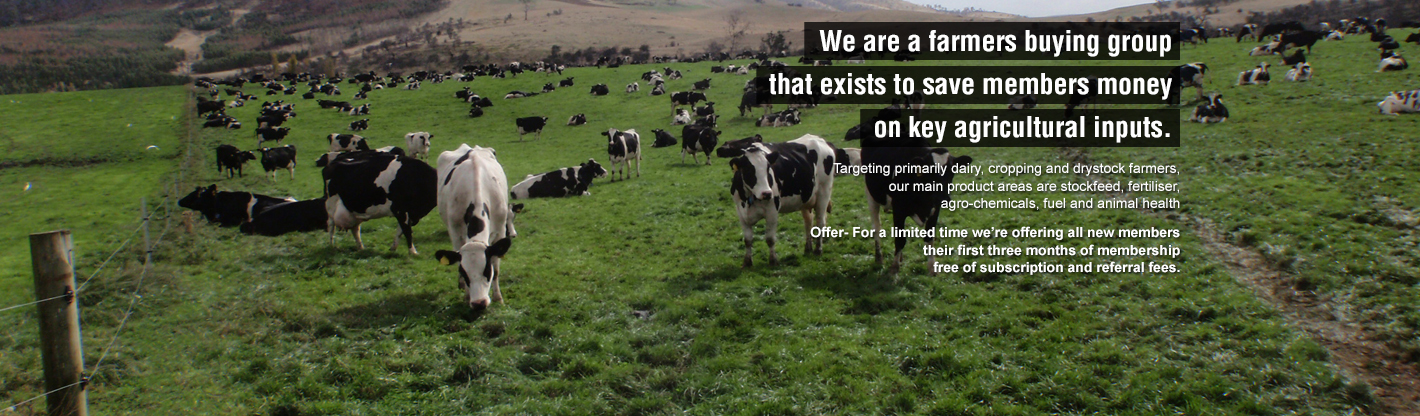 We are a farmers buying group
that exists to save members money
on key agricultural inputs.
Targeting primarily dairy, cropping and drystock farmers,
our main product areas are stockfeed, fertiliser,
agro-chemicals, fuel and animal health
Offer- For a limited time we're offering all new members
their first three months of membership
free of subscription and referral fees.